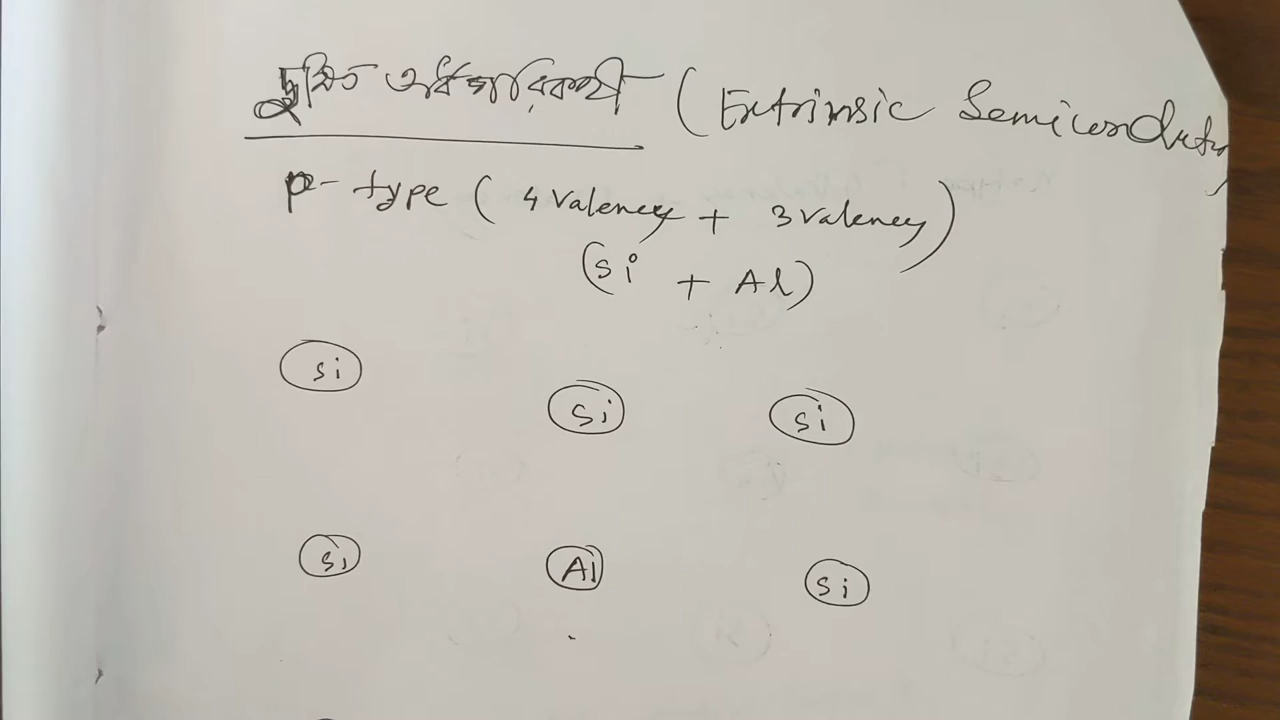 দূষিত অর্ধপরিবাহী (Extrinsic Semiconductor
P-type ( 4 valency + 3 valency)
(Si + Al)
Si
Si Si
Si Al Si